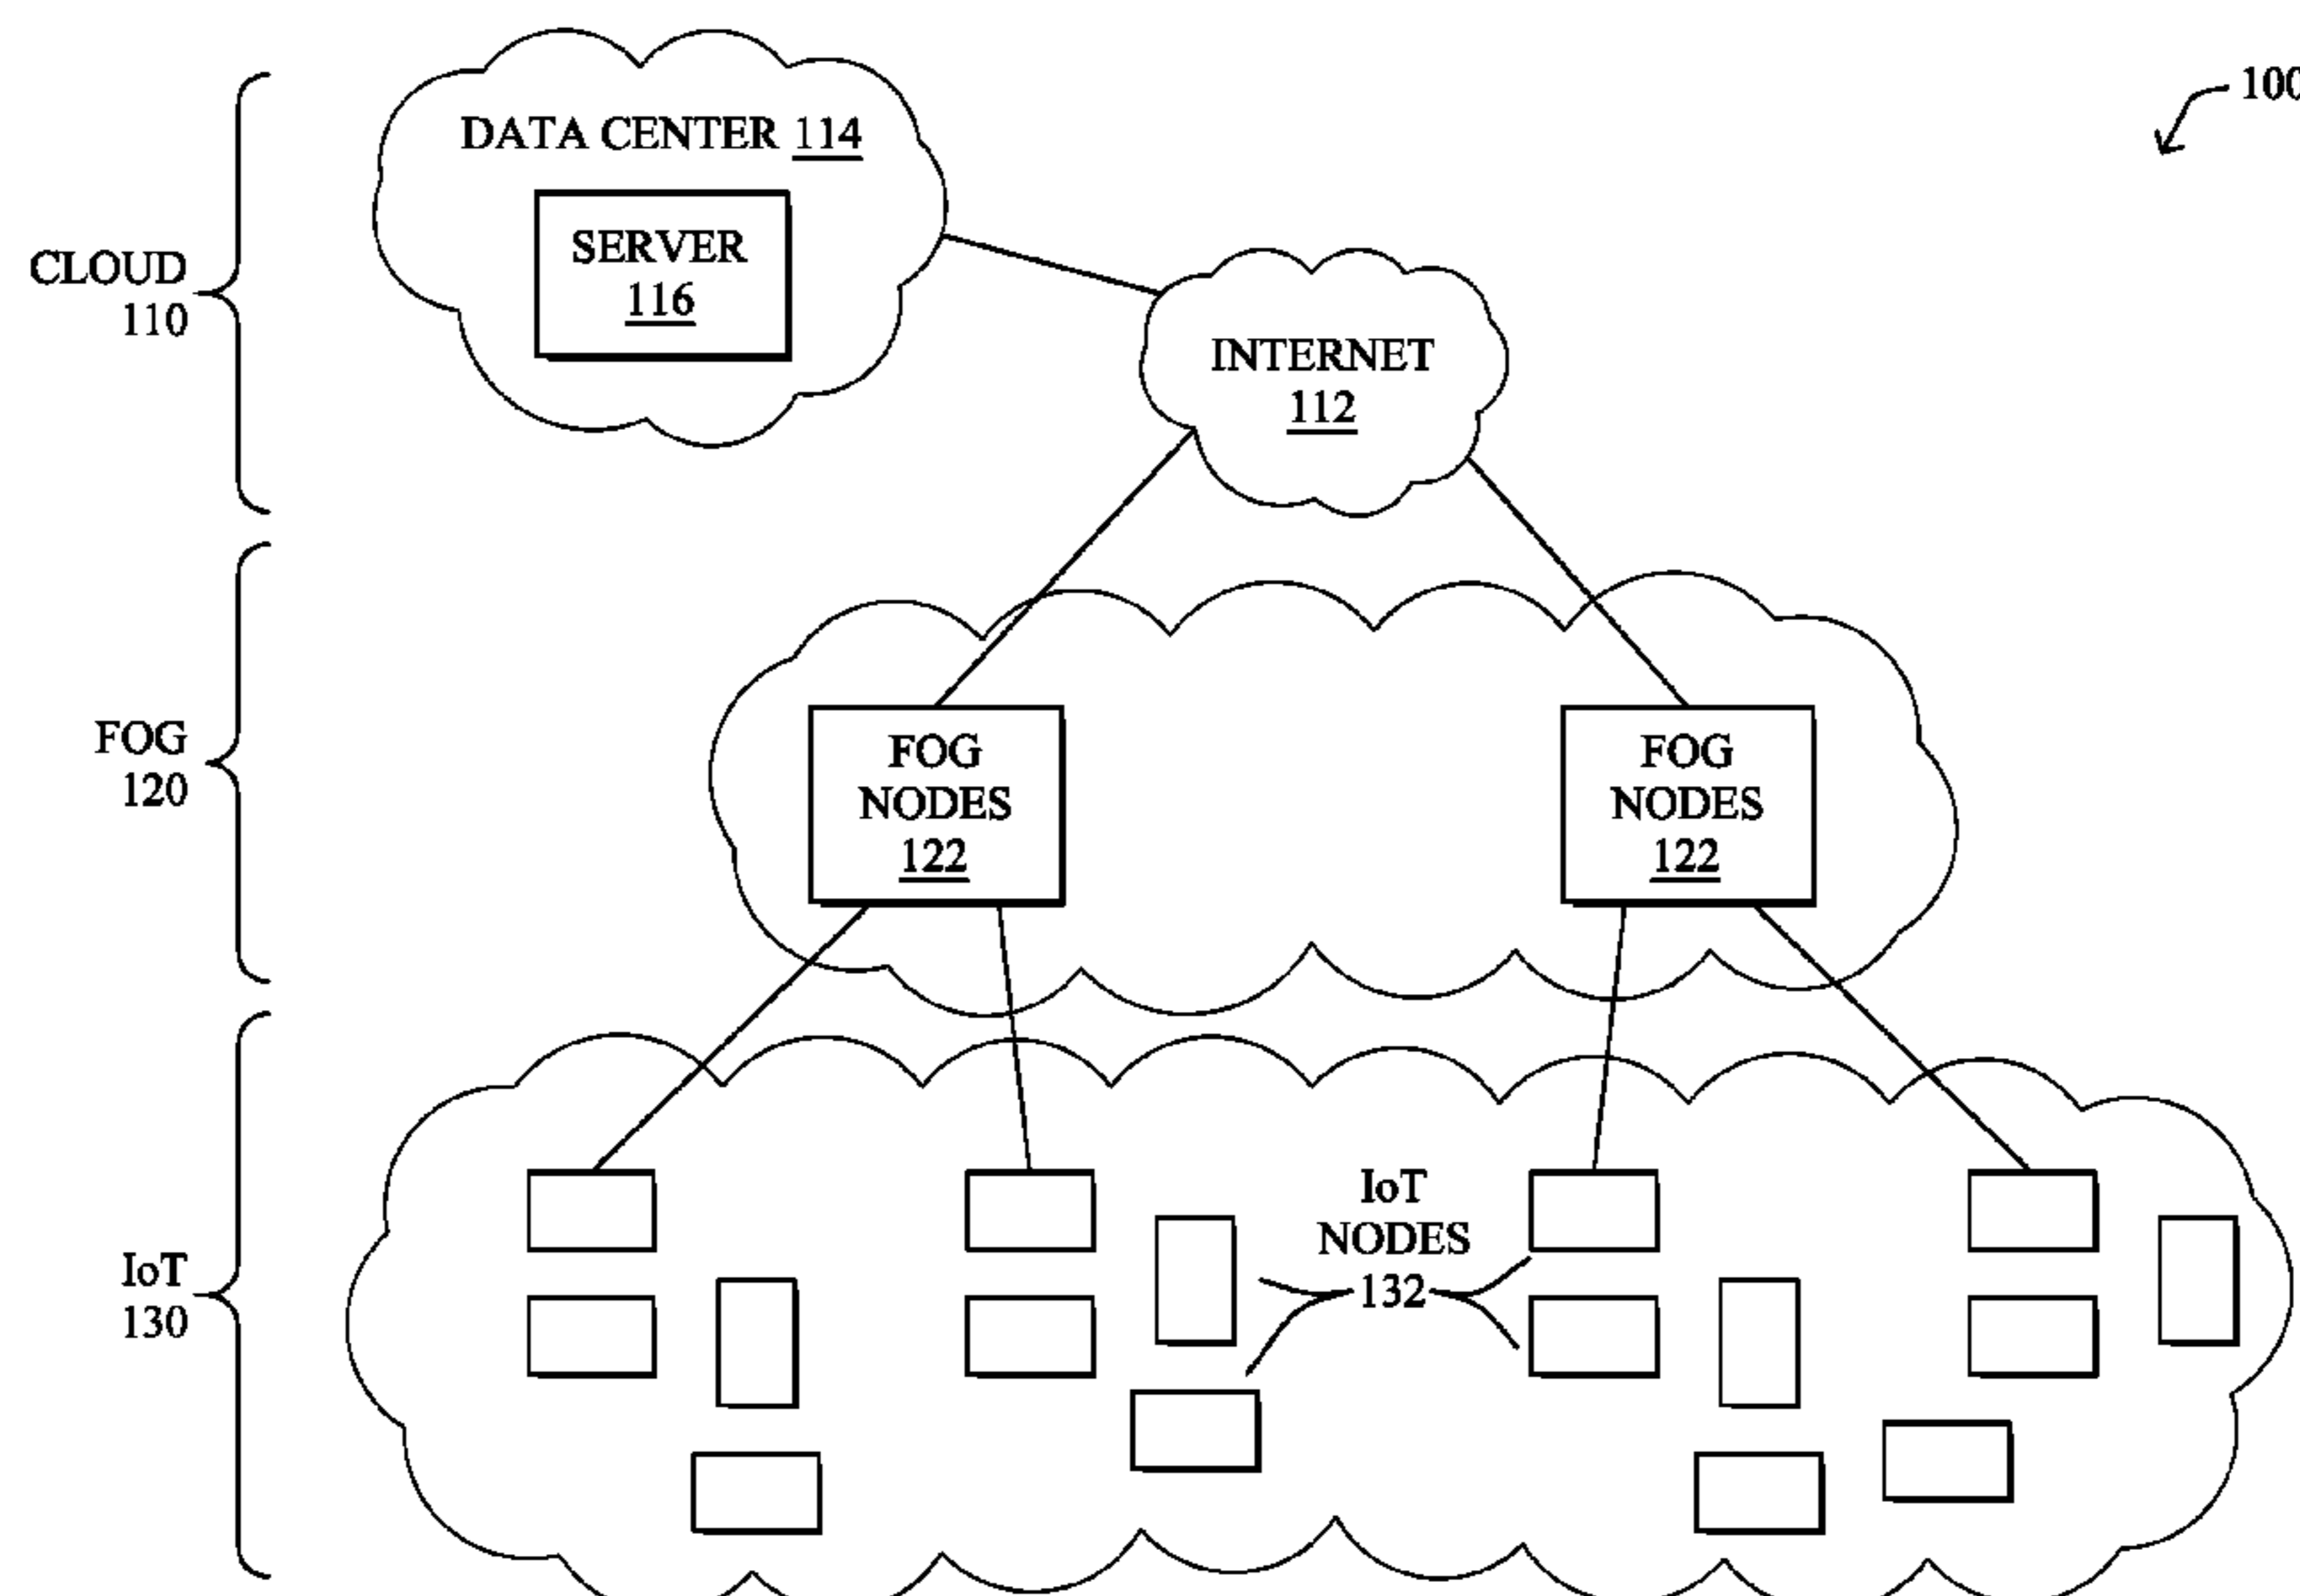 100
DATA CENTER 114
SERVER
116
CLOUD
110
INTERNET
112
FOG
120
FOG
NODES
122
FOG
NODES
122
IoT
NODES
132
IoT
130